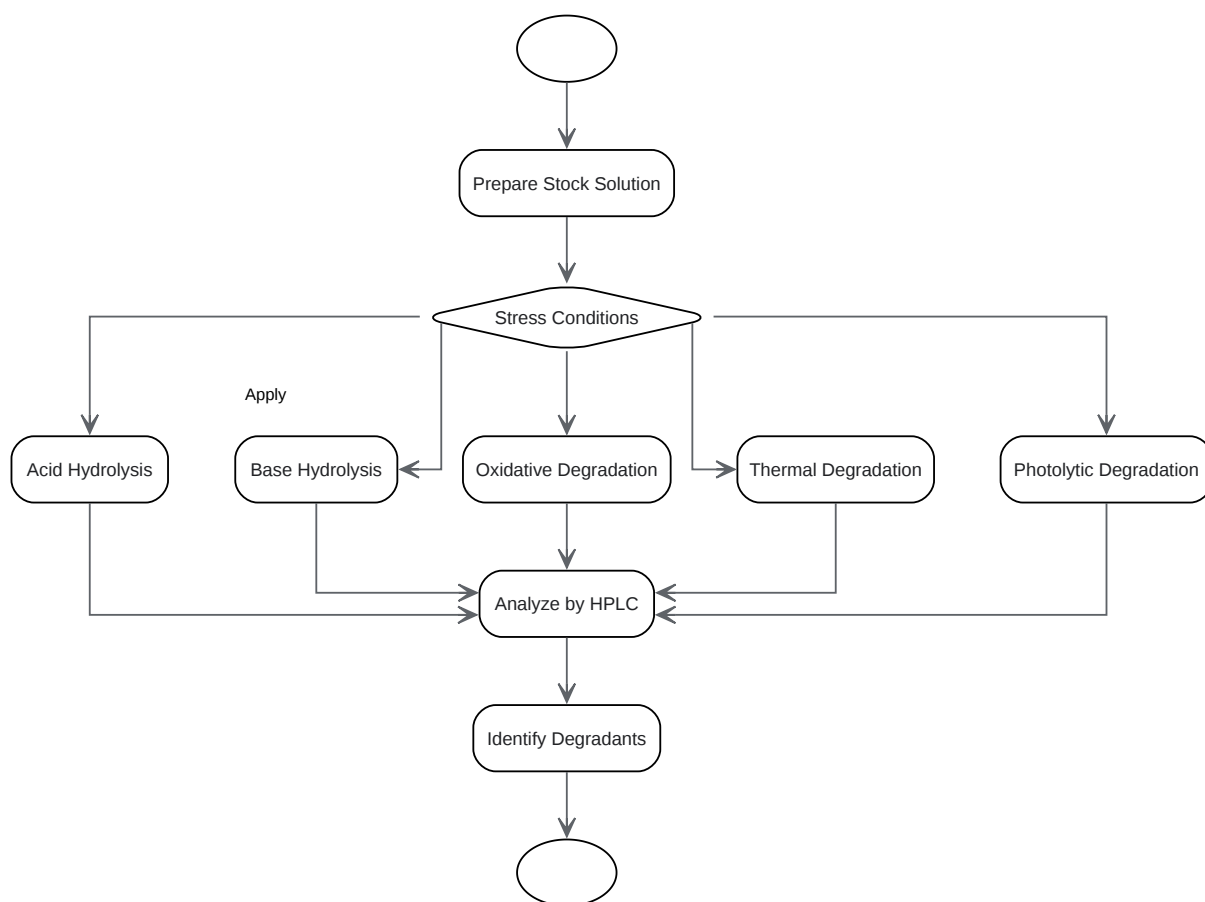 Prepare Stock Solution
Stress Conditions
Apply
Acid Hydrolysis
Base Hydrolysis
Oxidative Degradation
Thermal Degradation
Photolytic Degradation
Analyze by HPLC
Identify Degradants